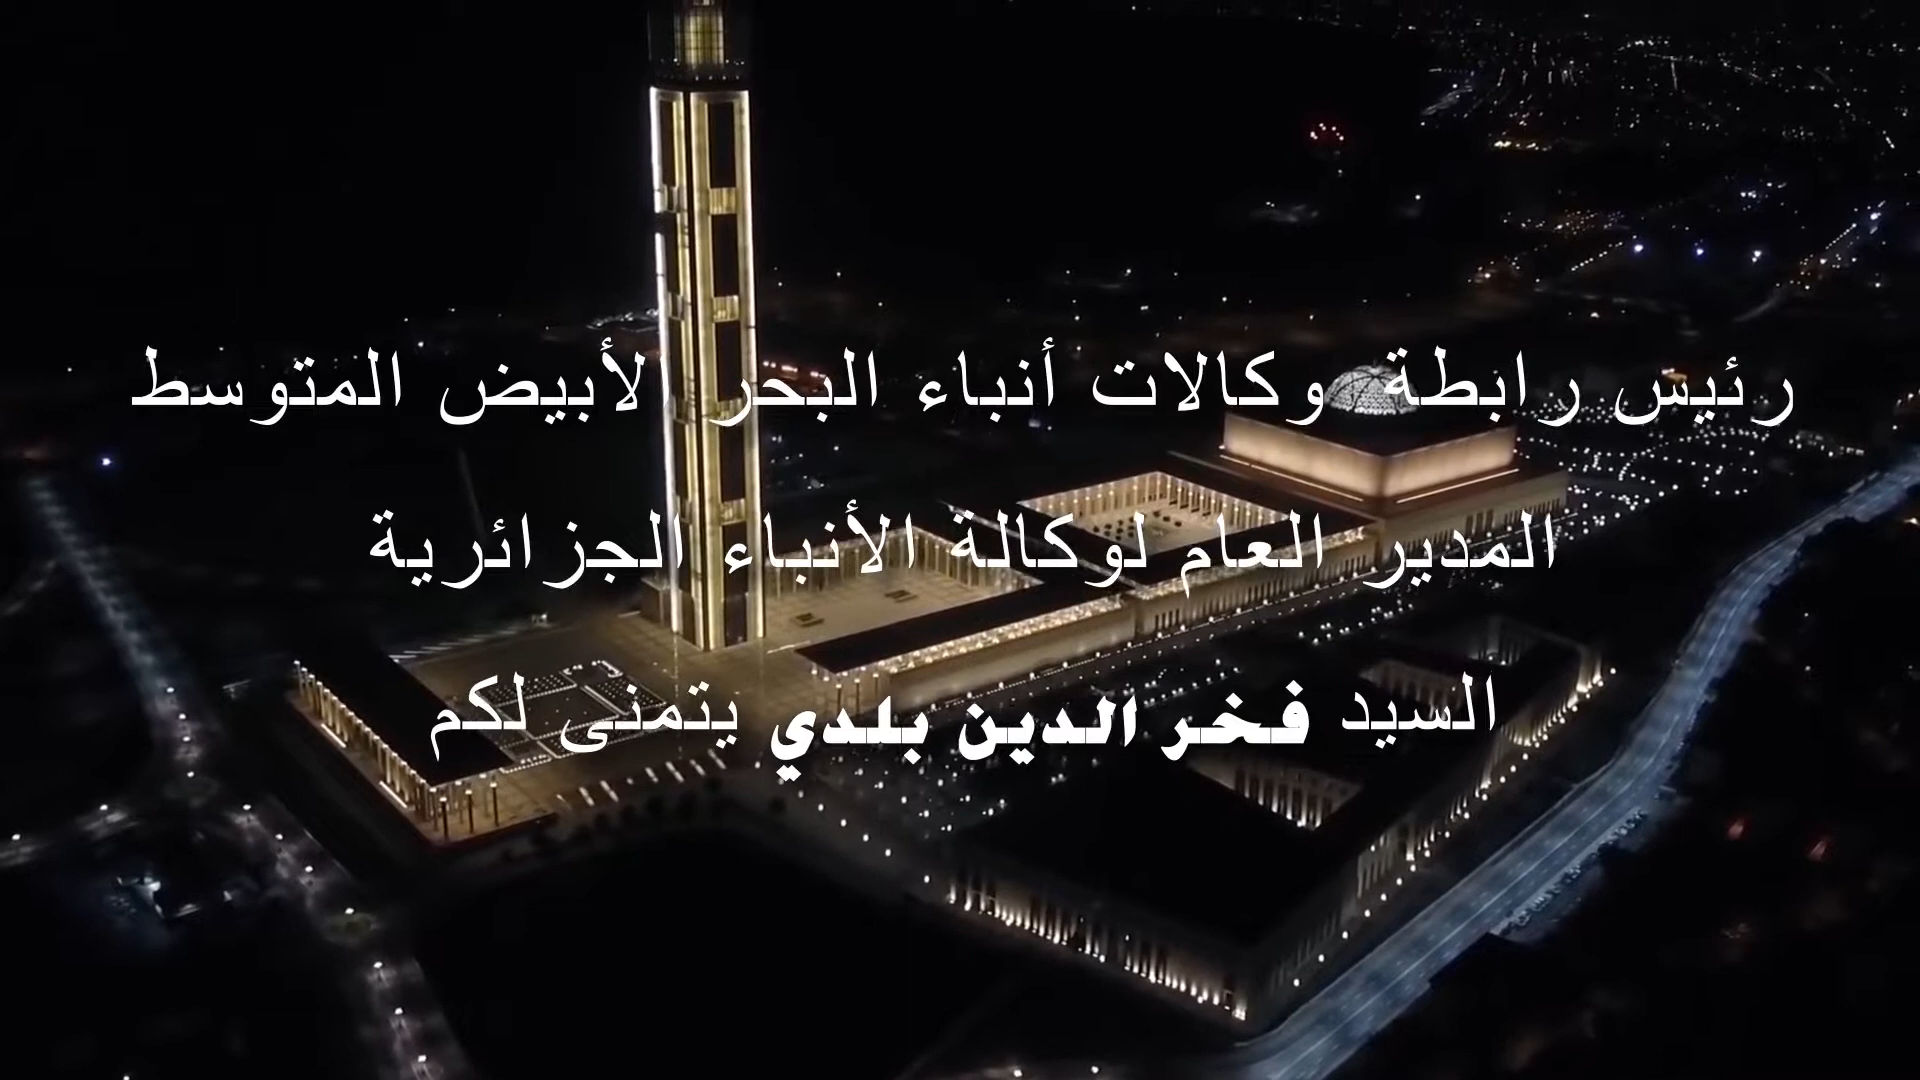 رئيس رابطة وكالات أنباء البحر الأبيض المتوسط
المدير العام لوكالة الأنباء الجزائرية
السيد فخر الدين بلدي يتمنى لكم